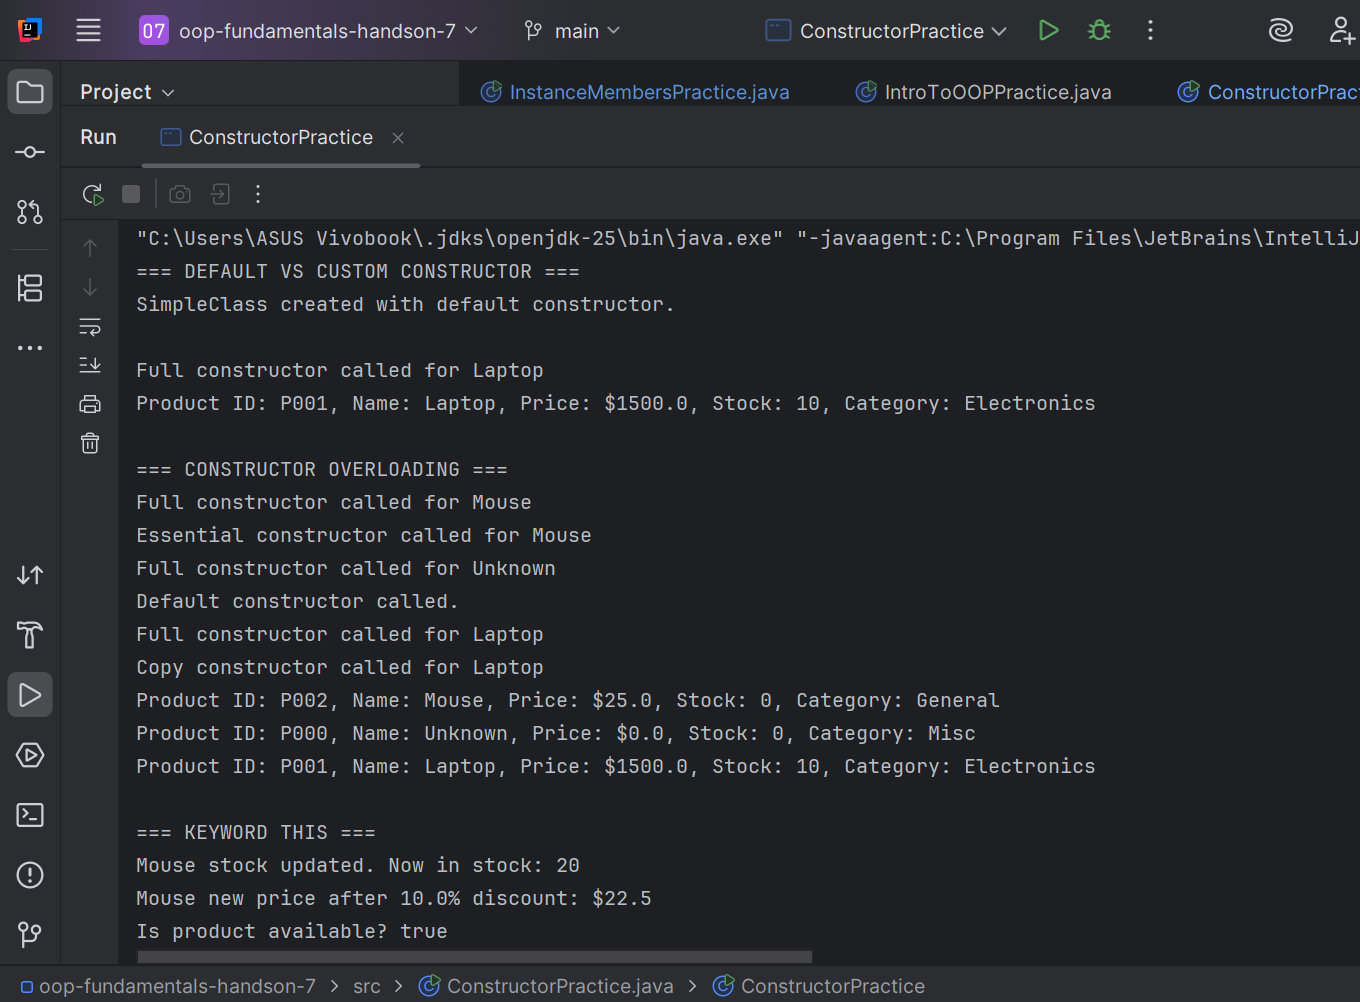 07 oop-fundamentals-handson-7 main ConstructorPractice
Project InstanceMembersPractice.java IntroToOOPPractice.java ConstructorPract
Run ConstructorPractice
"C:\Users\ASUS Vivobook\.jdks\openjdk-25\bin\java.exe" "-javaagent:C:\Program Files\JetBrains\IntelliJ
=== DEFAULT VS CUSTOM CONSTRUCTOR ===
SimpleClass created with default constructor.
Full constructor called for Laptop
Product ID: P001, Name: Laptop, Price: $1500.0, Stock: 10, Category: Electronics
=== CONSTRUCTOR OVERLOADING ===
Full constructor called for Mouse
Essential constructor called for Mouse
Full constructor called for Unknown
Default constructor called.
Full constructor called for Laptop
Copy constructor called for Laptop
Product ID: P002, Name: Mouse, Price: $25.0, Stock: 0, Category: General
Product ID: P000, Name: Unknown, Price: $0.0, Stock: 0, Category: Misc
Product ID: P001, Name: Laptop, Price: $1500.0, Stock: 10, Category: Electronics
=== KEYWORD THIS ===
Mouse stock updated. Now in stock: 20
Mouse new price after 10.0% discount: $22.5
Is product available? true
oop-fundamentals-handson-7 > src > ConstructorPractice.java > ConstructorPractice